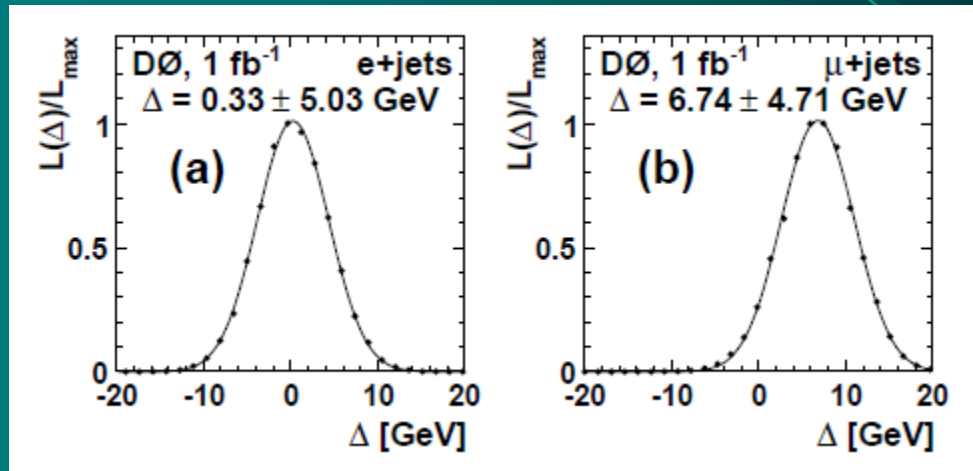 DØ, 1 fb⁻¹ e+jets
Δ = 0.33 ± 5.03 GeV
L(Δ)/Lmax
(a)
1
0.5
0
-20 -10 0 10 20
Δ [GeV]
DØ, 1 fb⁻¹ μ+jets
Δ = 6.74 ± 4.71 GeV
L(Δ)/Lmax
(b)
1
0.5
0
-20 -10 0 10 20
Δ [GeV]